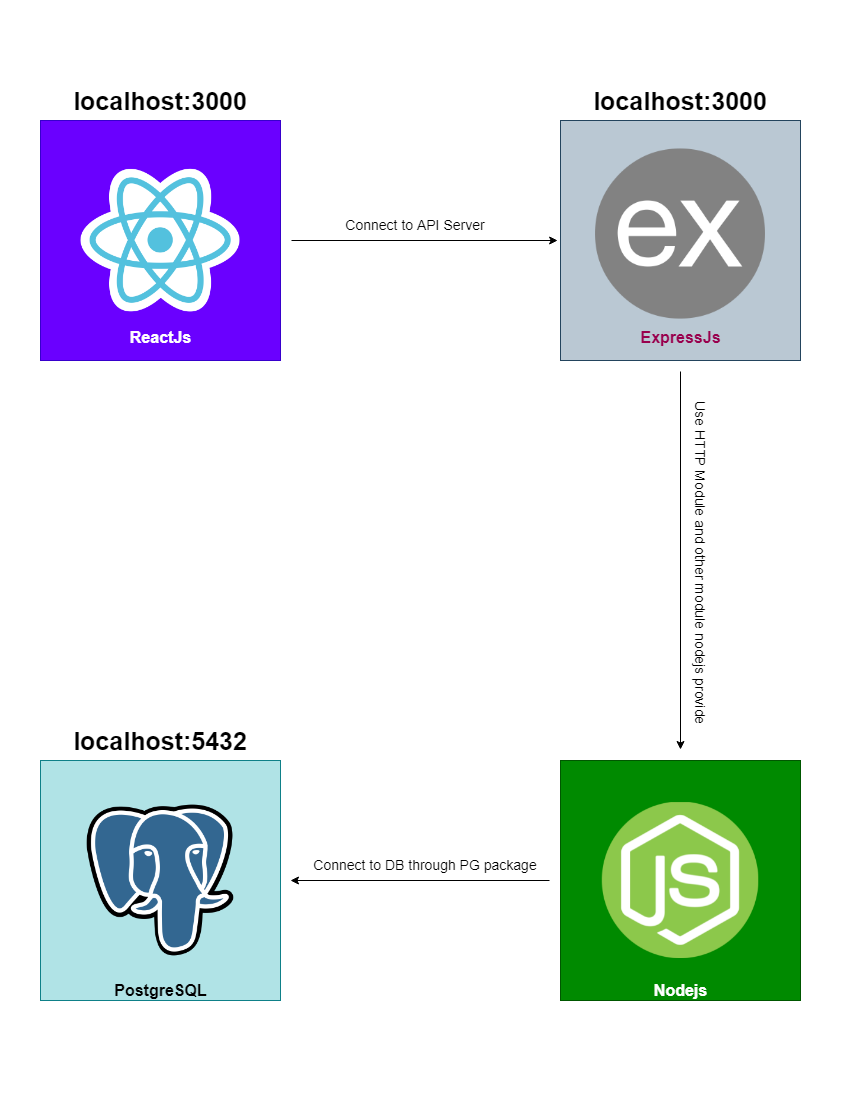 localhost:3000
localhost:3000
Connect to API Server
ex
ReactJs
ExpressJs
Use HTTP Module and other module nodejs provide
localhost:5432
Connect to DB through PG package
JS
PostgreSQL
Nodejs